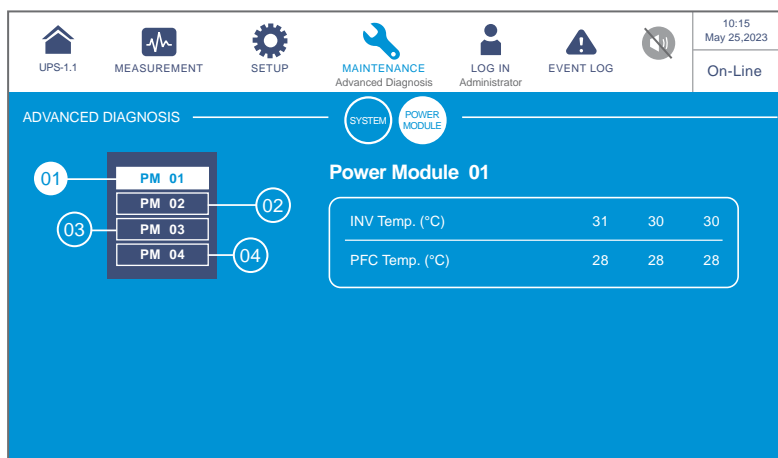 10:15
May 25,2023
UPS-1.1 MEASUREMENT SETUP MAINTENANCE LOG IN EVENT LOG
Advanced Diagnosis Administrator
On-Line
ADVANCED DIAGNOSIS
SYSTEM
POWER
MODULE
Power Module 01
01
PM 01
PM 02
02
03
PM 03
PM 04
04
INV Temp. (°C) 31 30 30
PFC Temp. (°C) 28 28 28